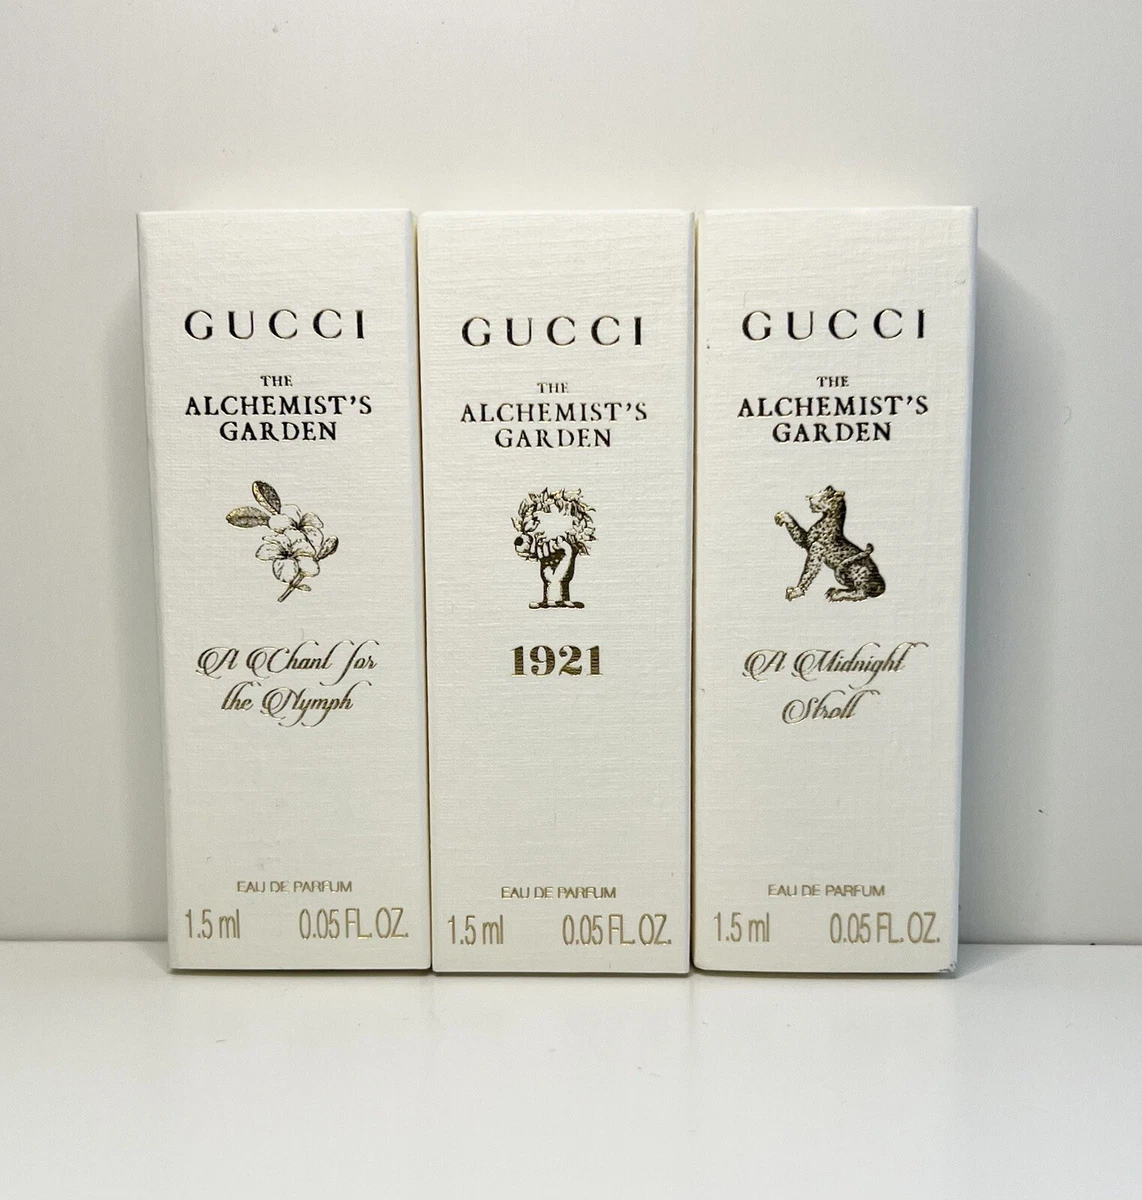 GUCCI
THE
ALCHEMIST'S
GARDEN
A Chant for
the Nymph
EAU DE PARFUM
1.5 ml 0.05 FL. OZ.
GUCCI
THE
ALCHEMIST'S
GARDEN
1921
EAU DE PARFUM
1.5 ml 0.05 FL. OZ.
GUCCI
THE
ALCHEMIST'S
GARDEN
A Midnight
Stroll
EAU DE PARFUM
1.5 ml 0.05 FL. OZ.